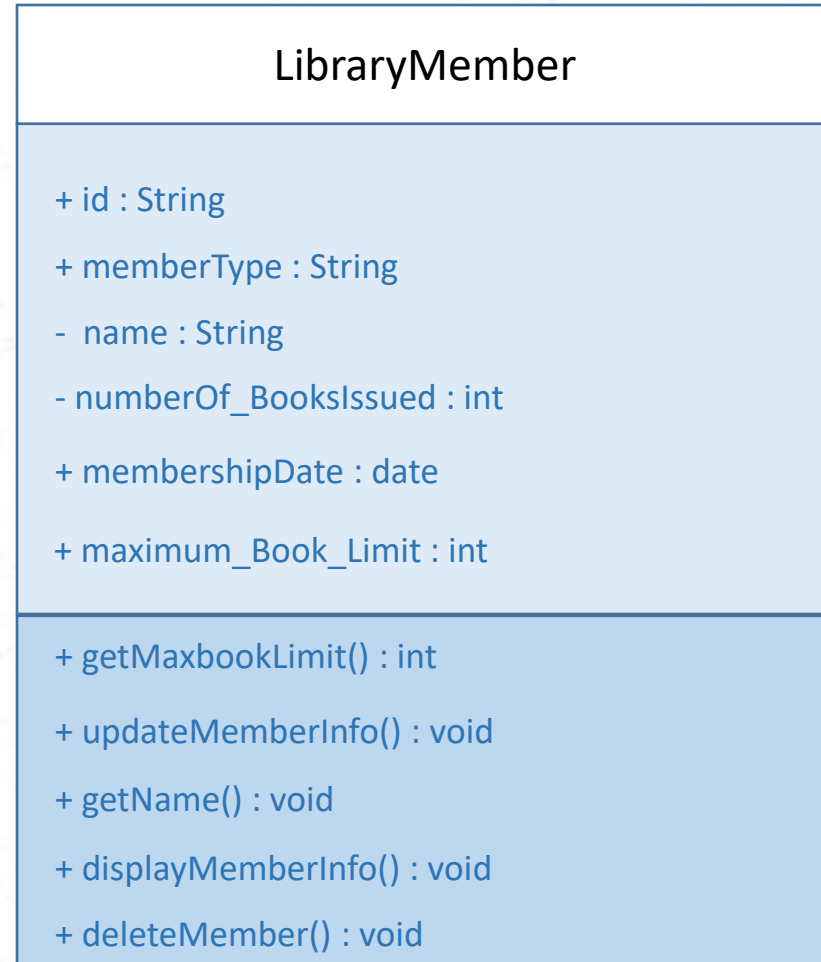 LibraryMember
+ id : String
+ memberType : String
- name : String
- numberOf_BooksIssued : int
+ membershipDate : date
+ maximum_Book_Limit : int
+ getMaxbookLimit() : int
+ updateMemberInfo() : void
+ getName() : void
+ displayMemberInfo() : void
+ deleteMember() : void